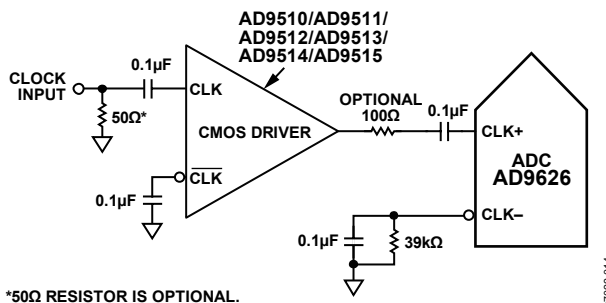 AD9510/AD9511/
AD9512/AD9513/
AD9514/AD9515
CLOCK
INPUT
0.1µF
50Ω*
CLK
CMOS DRIVER
CLK
0.1µF
OPTIONAL
100Ω
0.1µF
CLK+
ADC
AD9626
CLK–
0.1µF
39kΩ
*50Ω RESISTOR IS OPTIONAL.